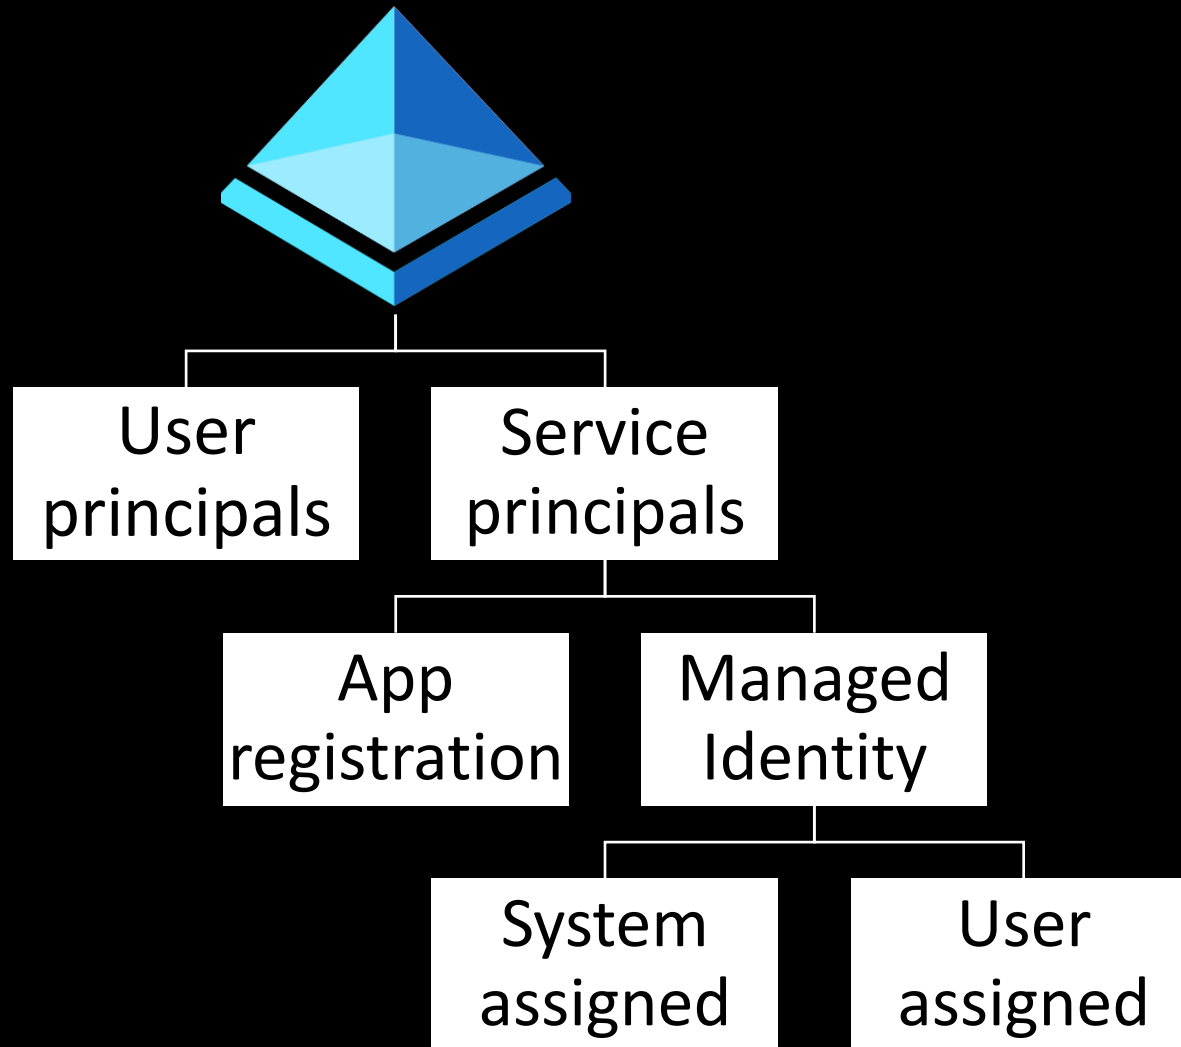 User
principals
Service
principals
App
registration
Managed
Identity
System
assigned
User
assigned